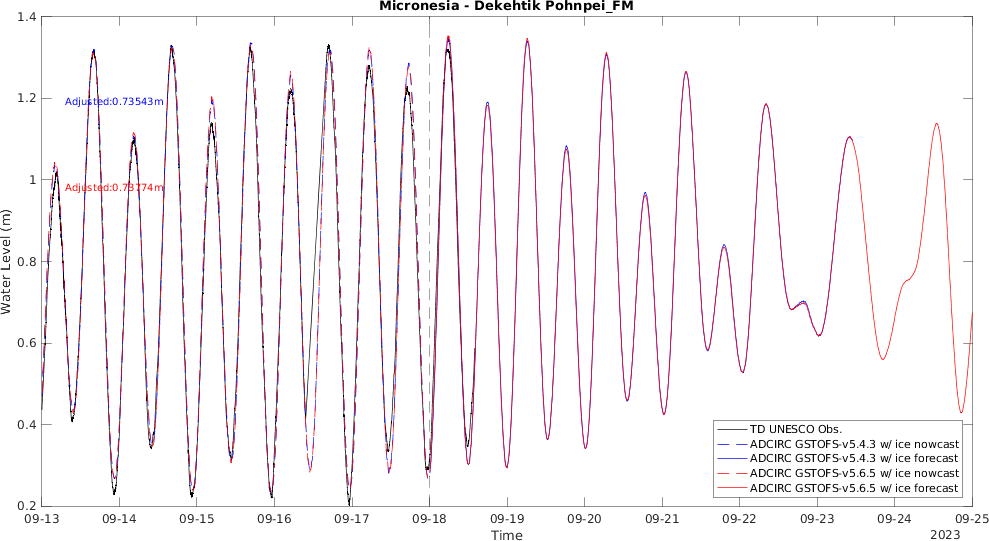 Micronesia - Dekehtik Pohnpei_FM
1.4
1.2
1
0.8
0.6
0.4
0.2
Water Level (m)
Adjusted:0.73543m
Adjusted:0.73774m
TD UNESCO Obs.
ADCIRC GSTOFS-v5.4.3 w/ ice nowcast
ADCIRC GSTOFS-v5.4.3 w/ ice forecast
ADCIRC GSTOFS-v5.6.5 w/ ice nowcast
ADCIRC GSTOFS-v5.6.5 w/ ice forecast
09-13 09-14 09-15 09-16 09-17 09-18 09-19 09-20 09-21 09-22 09-23 09-24 09-25
Time
2023